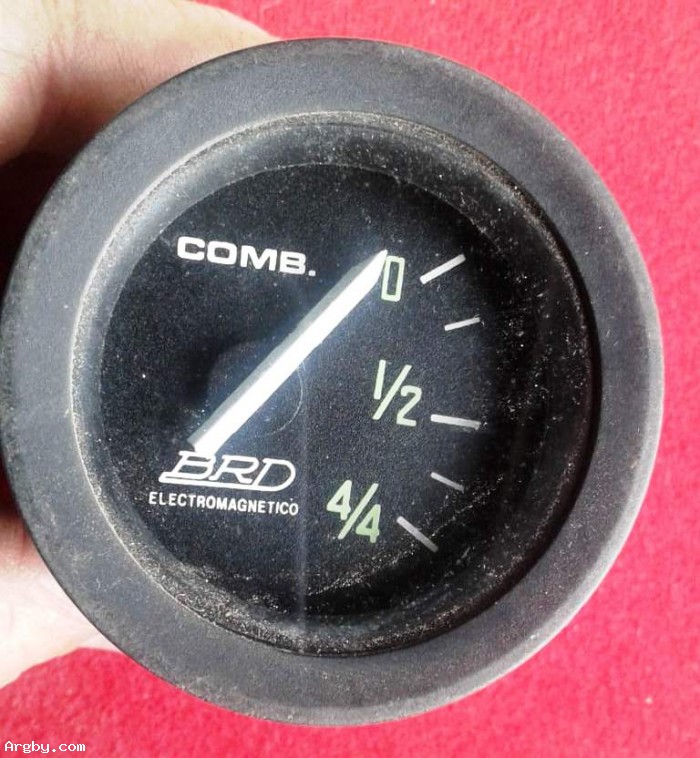 COMB.
0
1/2
BRD
ELECTROMAGNETICO
4/4
Argby.com